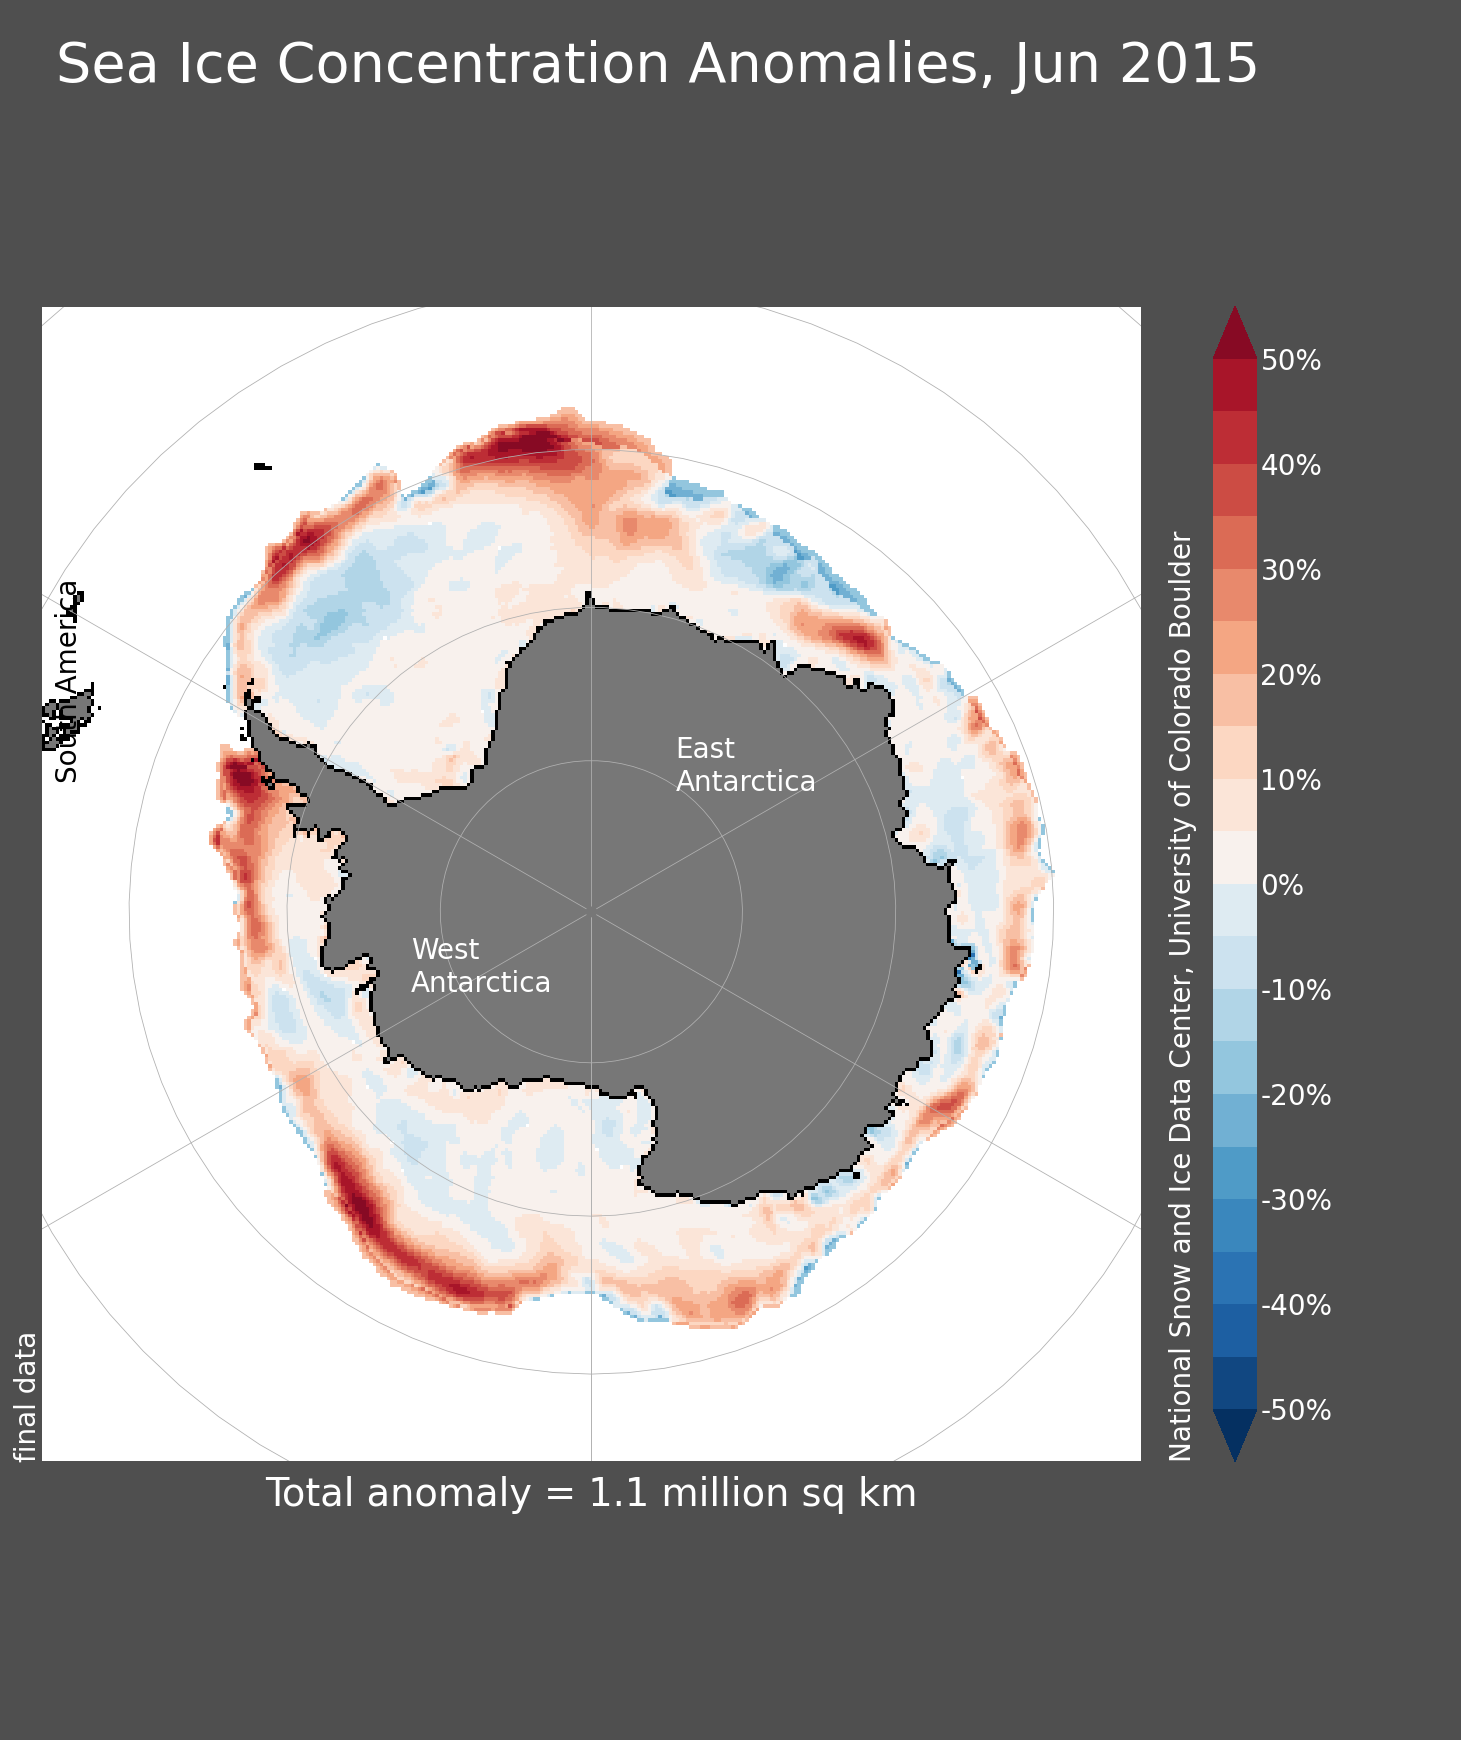 Sea Ice Concentration Anomalies, Jun 2015
South America
East
Antarctica
West
Antarctica
final data
Total anomaly = 1.1 million sq km
National Snow and Ice Data Center, University of Colorado Boulder
50%
40%
30%
20%
10%
0%
-10%
-20%
-30%
-40%
-50%